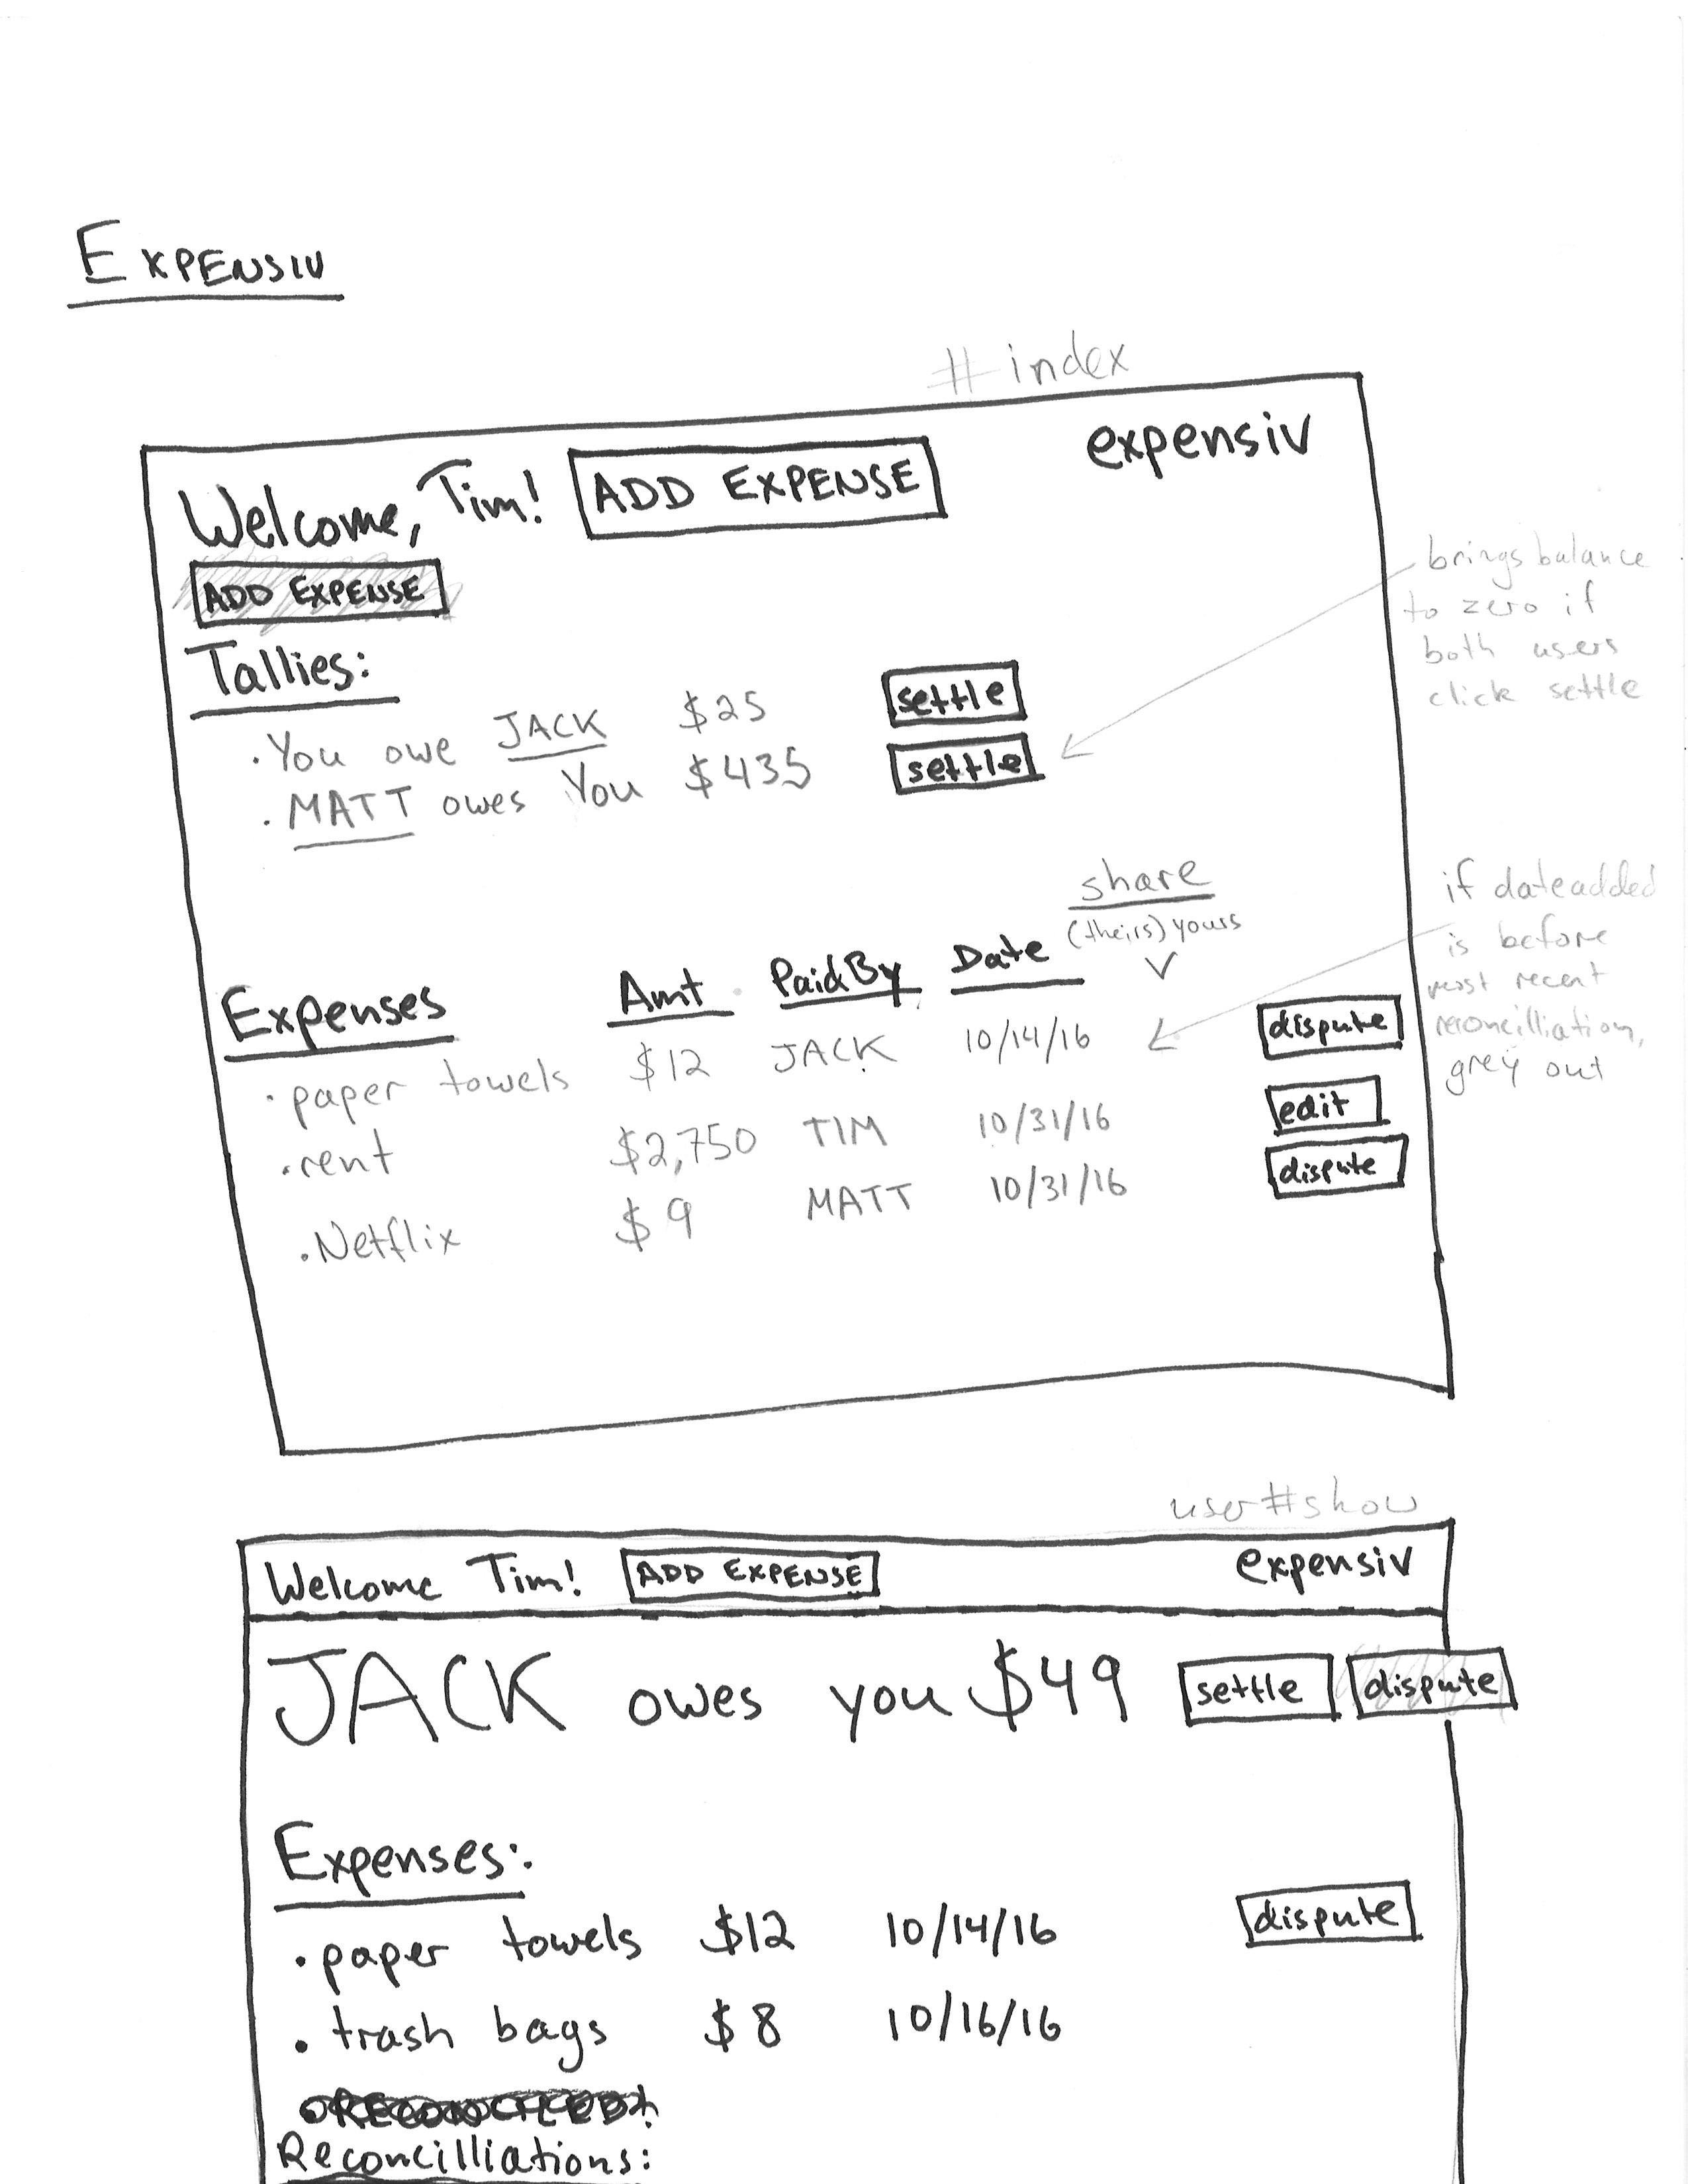 EXPENSIV
#index
Welcome, Tim! ADD EXPENSE expensiv
ADD EXPENSE
Tallies:
· You owe JACK $25 settle
· MATT owes You $435 settle
brings balance
to zero if
both users
click settle
share
(theirs) yours
Expenses Amt PaidBy Date
· paper towels $12 JACK 10/14/16 dispute
· rent $2,750 TIM 10/31/16 edit
· Netflix $9 MATT 10/31/16 dispute
if date added
is before
most recent
reconcilliation,
grey out
user#show
Welcome Tim! ADD EXPENSE expensiv
JACK owes you $49 settle dispute
Expenses:
· paper towels $12 10/14/16 dispute
· trash bags $8 10/16/16
Reconcilliations: